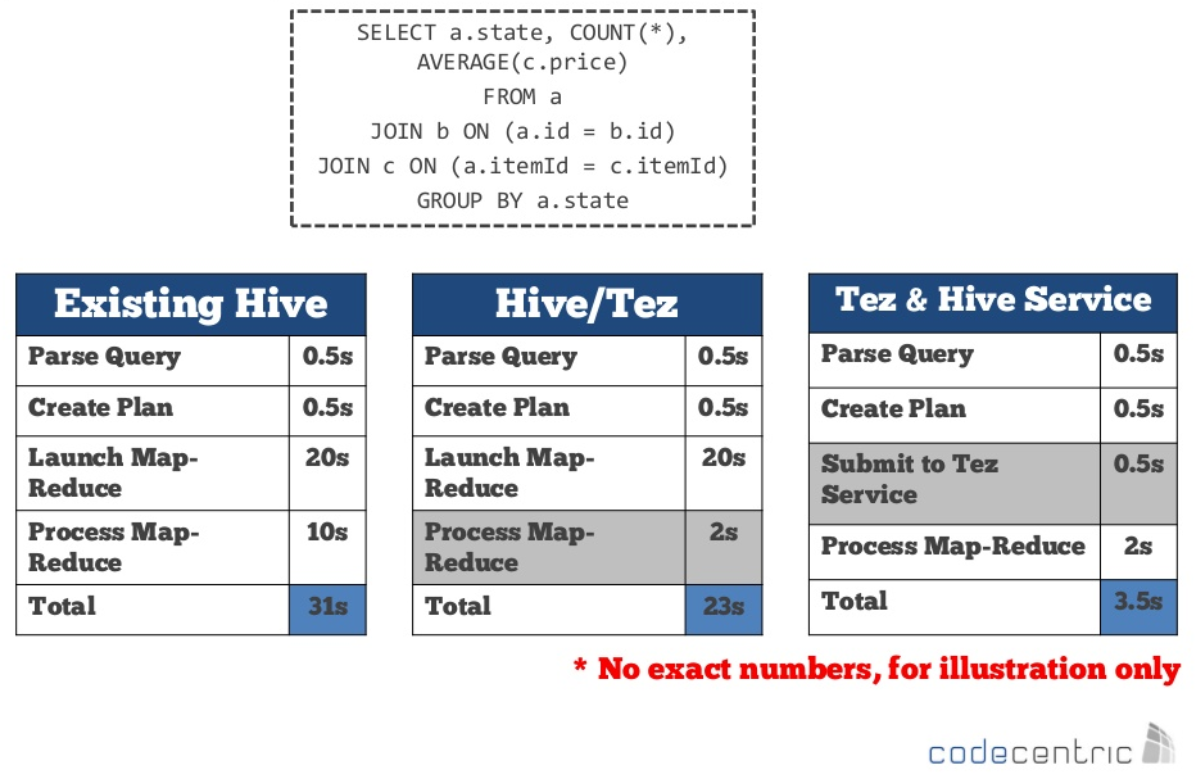 SELECT a.state, COUNT(*),
AVERAGE(c.price)
FROM a
JOIN b ON (a.id = b.id)
JOIN c ON (a.itemId = c.itemId)
GROUP BY a.state
Existing Hive
Parse Query 0.5s
Create Plan 0.5s
Launch Map- 20s
Reduce
Process Map- 10s
Reduce
Total 31s
Hive/Tez
Parse Query 0.5s
Create Plan 0.5s
Launch Map- 20s
Reduce
Process Map- 2s
Reduce
Total 23s
Tez & Hive Service
Parse Query 0.5s
Create Plan 0.5s
Submit to Tez 0.5s
Service
Process Map-Reduce 2s
Total 3.5s
* No exact numbers, for illustration only
codecentric